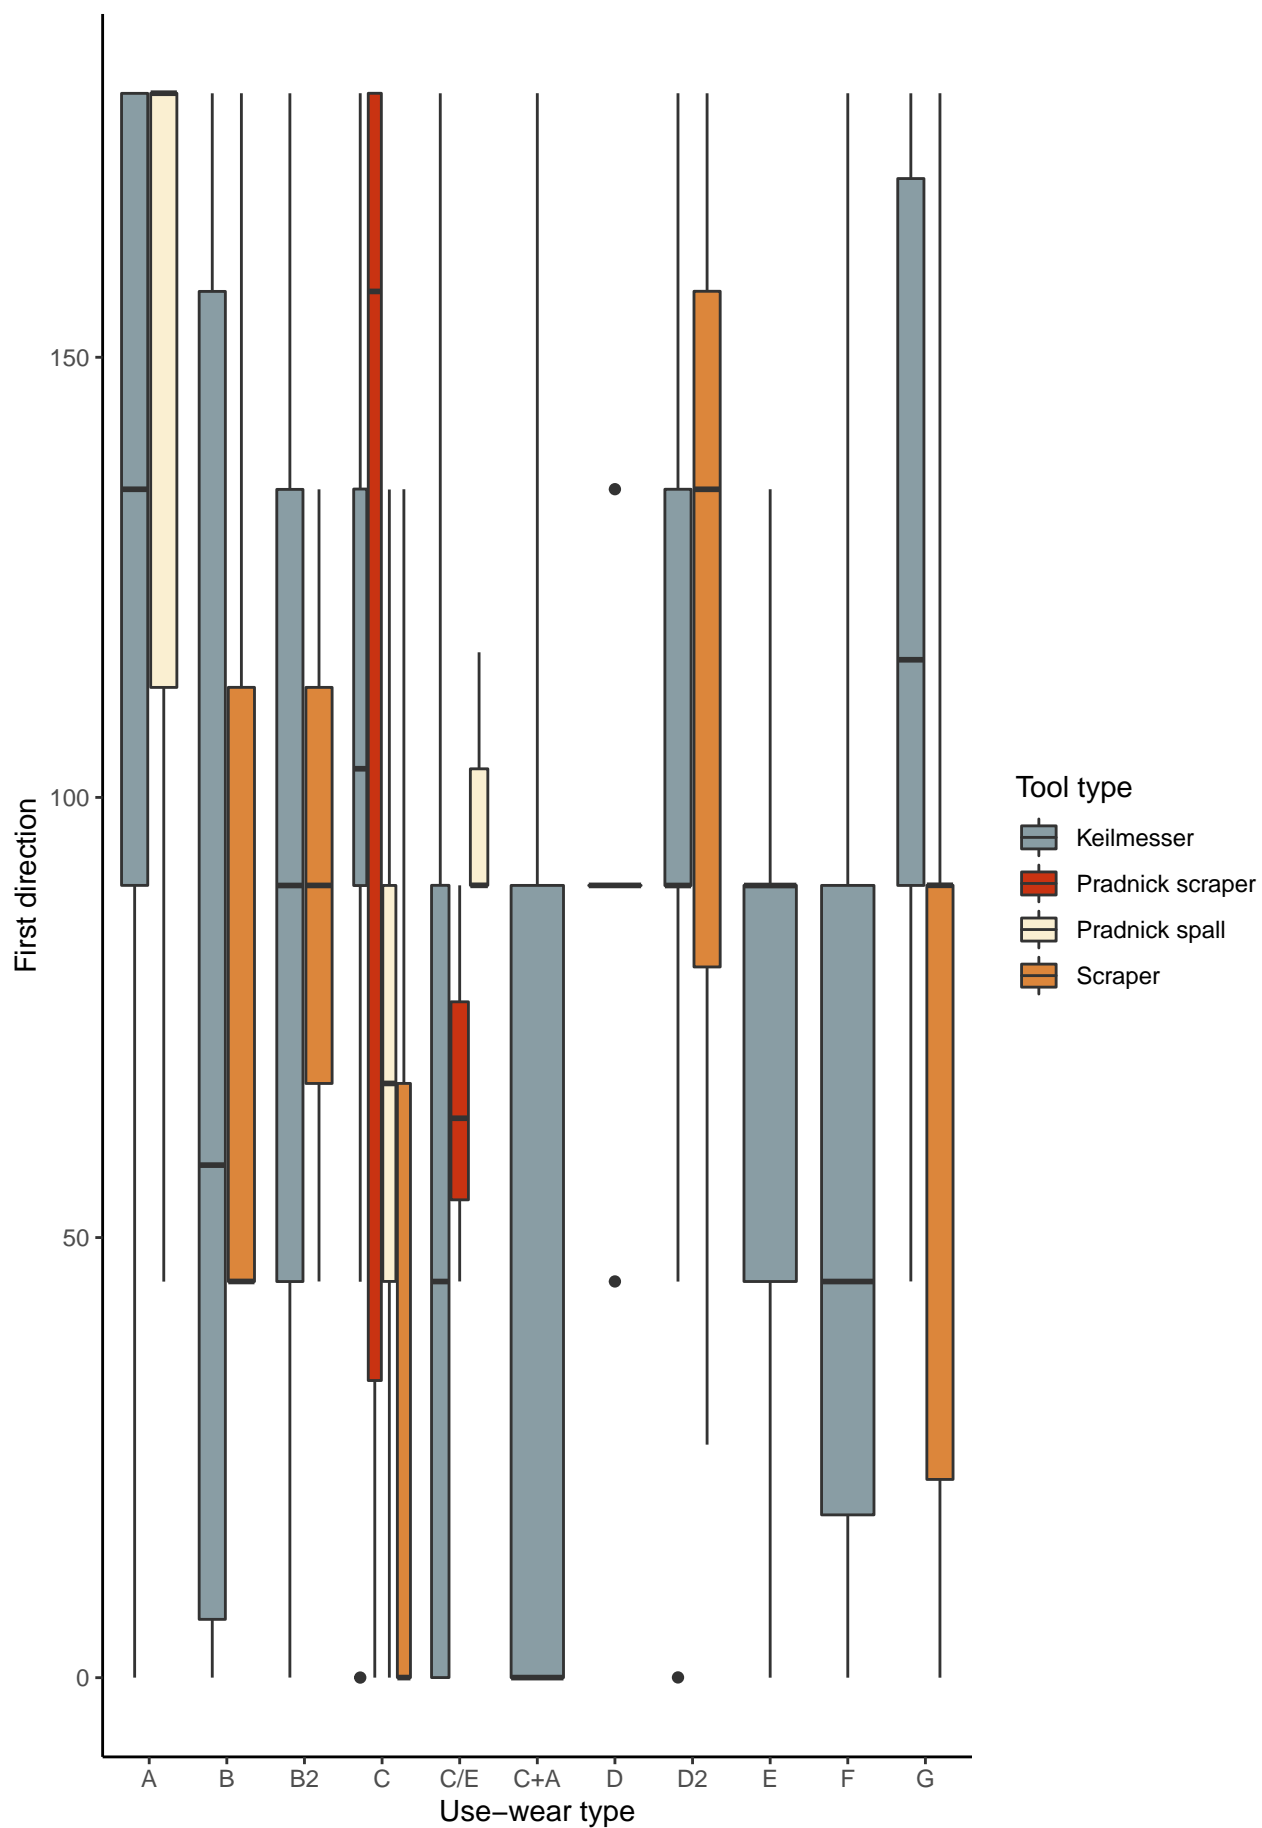 150
100
50
0
First direction
A B B2 C C/E C+A D D2 E F G
Use−wear type
Tool type
Keilmesser
Pradnick scraper
Pradnick spall
Scraper